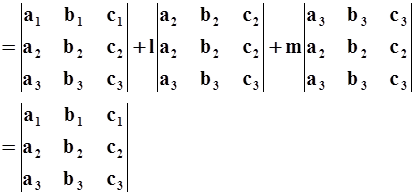 = | a₁ b₁ c₁ | + l | a₂ b₂ c₂ | + m | a₃ b₃ c₃ |
| a₂ b₂ c₂ | | a₂ b₂ c₂ | | a₂ b₂ c₂ |
| a₃ b₃ c₃ | | a₃ b₃ c₃ | | a₃ b₃ c₃ |
= | a₁ b₁ c₁ |
| a₂ b₂ c₂ |
| a₃ b₃ c₃ |